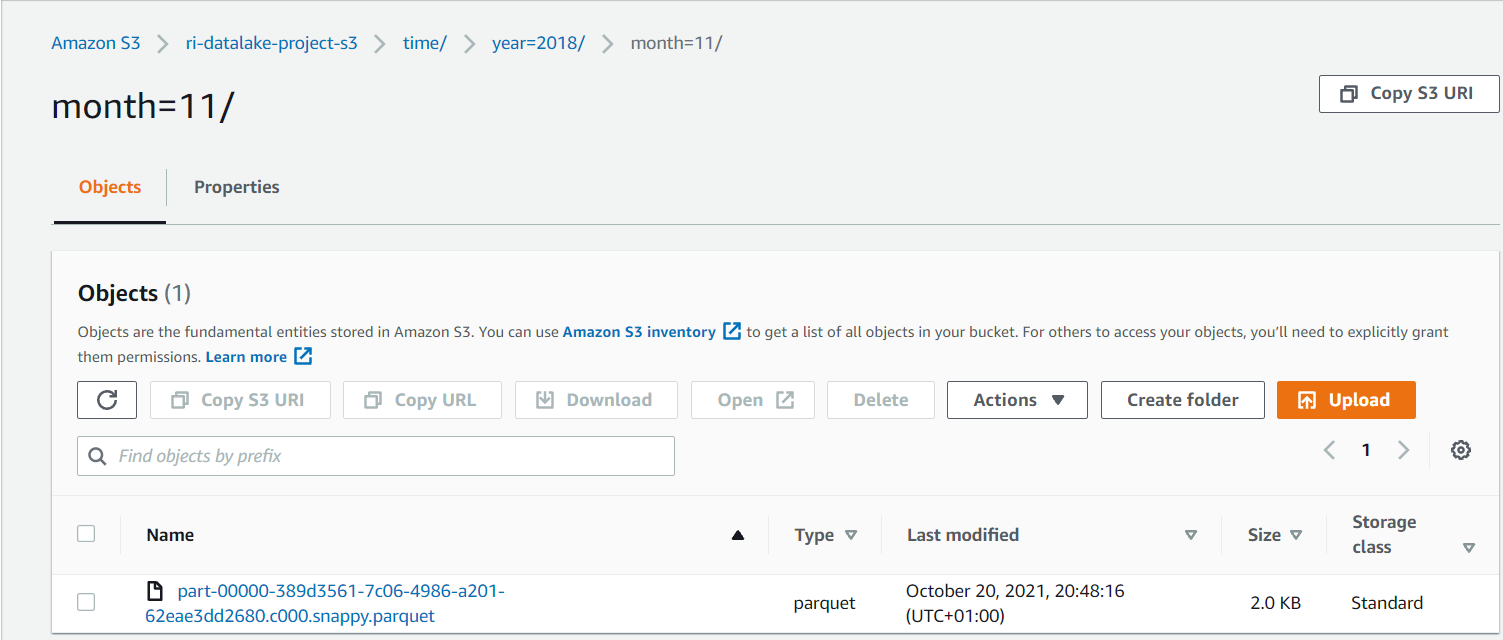 Amazon S3 > ri-datalake-project-s3 > time/ > year=2018/ > month=11/
month=11/
Copy S3 URI
Objects Properties
Objects (1)
Objects are the fundamental entities stored in Amazon S3. You can use Amazon S3 inventory to get a list of all objects in your bucket. For others to access your objects, you'll need to explicitly grant
them permissions. Learn more
Copy S3 URI Copy URL Download Open Delete Actions Create folder Upload
Find objects by prefix
1
Name Type Last modified Size Storage
class
part-00000-389d3561-7c06-4986-a201-
62eae3dd2680.c000.snappy.parquet
parquet
October 20, 2021, 20:48:16
(UTC+01:00)
2.0 KB
Standard